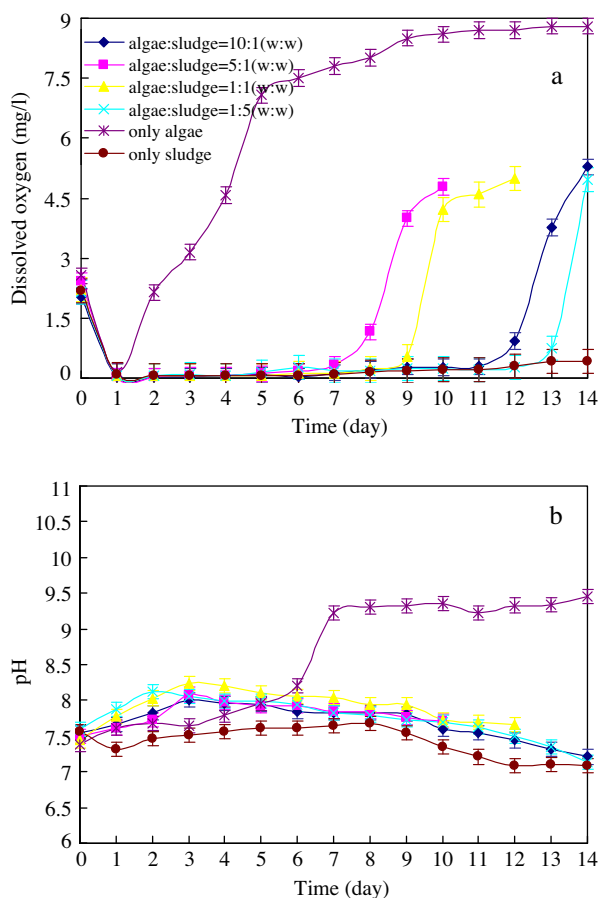 Dissolved oxygen (mg/l)
9
7.5
6
4.5
3
1.5
0
algae:sludge=10:1(w:w)
algae:sludge=5:1(w:w)
algae:sludge=1:1(w:w)
algae:sludge=1:5(w:w)
only algae
only sludge
a
0 1 2 3 4 5 6 7 8 9 10 11 12 13 14
Time (day)
pH
11
10.5
10
9.5
9
8.5
8
7.5
7
6.5
6
b
0 1 2 3 4 5 6 7 8 9 10 11 12 13 14
Time (day)